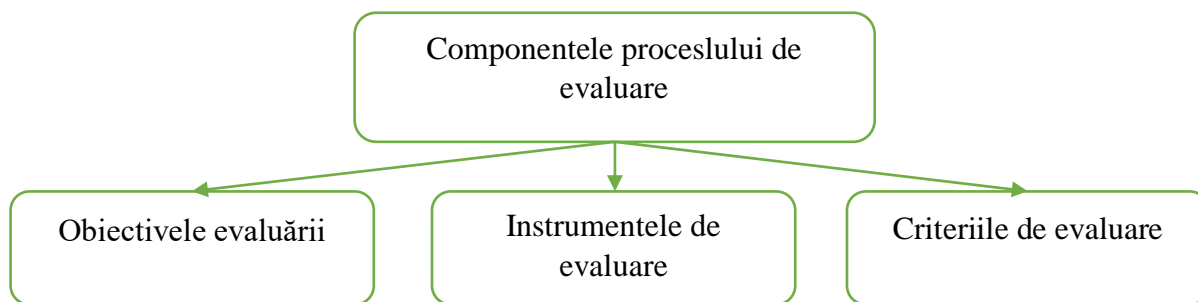 Componentele proceslului de
evaluare
Obiectivele evaluării
Instrumentele de
evaluare
Criteriile de evaluare